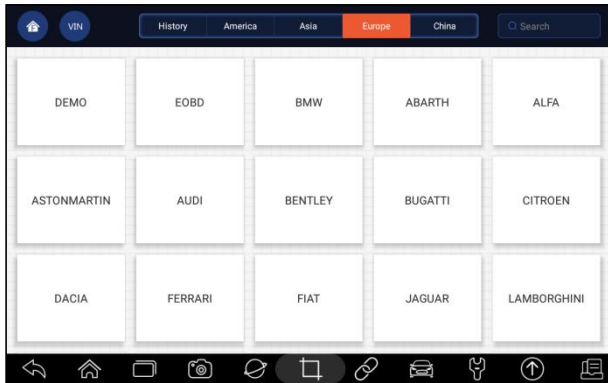 VIN History America Asia Europe China Search
DEMO EOBD BMW ABARTH ALFA
ASTONMARTIN AUDI BENTLEY BUGATTI CITROEN
DACIA FERRARI FIAT JAGUAR LAMBORGHINI